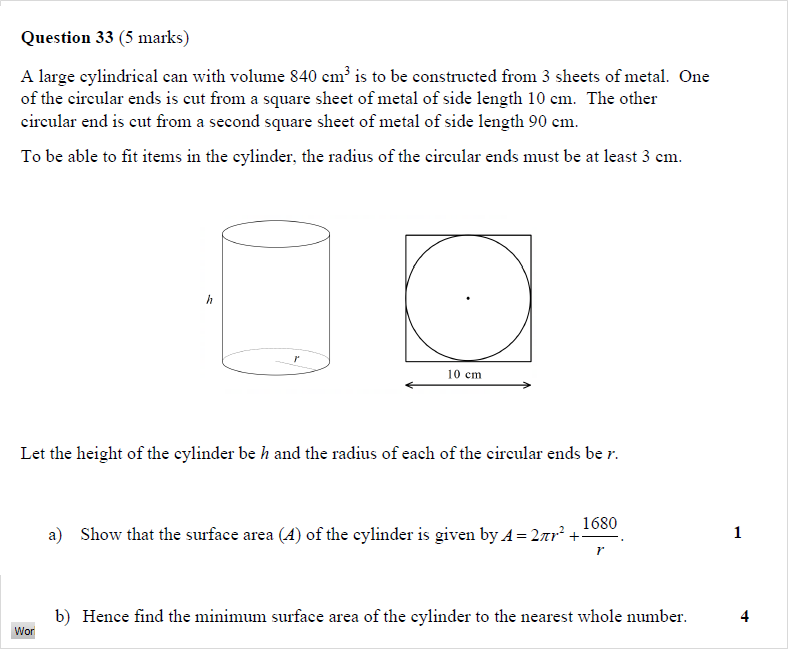 Question 33 (5 marks)
A large cylindrical can with volume 840 cm³ is to be constructed from 3 sheets of metal. One
of the circular ends is cut from a square sheet of metal of side length 10 cm. The other
circular end is cut from a second square sheet of metal of side length 90 cm.
To be able to fit items in the cylinder, the radius of the circular ends must be at least 3 cm.
h
r
10 cm
Let the height of the cylinder be h and the radius of each of the circular ends be r.
a) Show that the surface area (A) of the cylinder is given by A = 2πr² + 1680/r. 1
b) Hence find the minimum surface area of the cylinder to the nearest whole number. 4
Wor